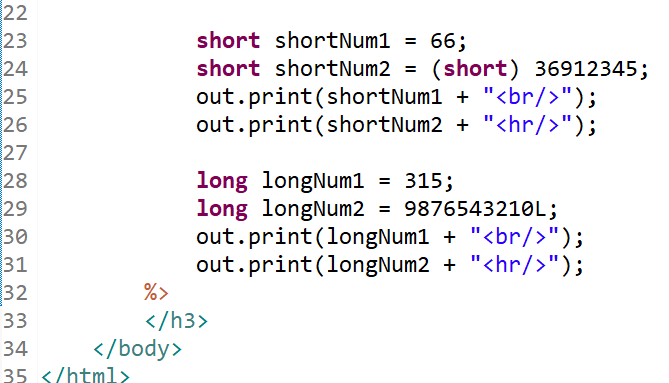 22
23 short shortNum1 = 66;
24 short shortNum2 = (short) 36912345;
25 out.print(shortNum1 + "<br/>");
26 out.print(shortNum2 + "<hr/>");
27
28 long longNum1 = 315;
29 long longNum2 = 9876543210L;
30 out.print(longNum1 + "<br/>");
31 out.print(longNum2 + "<hr/>");
32 %>
33 </h3>
34 </body>
35 </html>